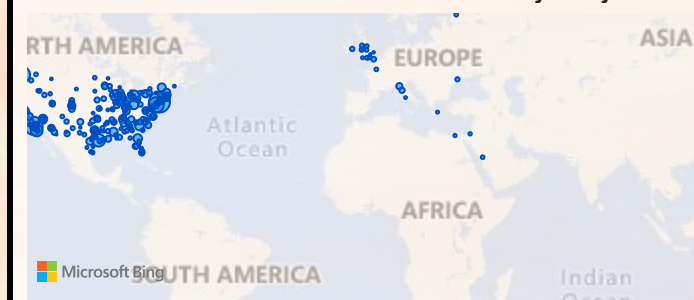 RTH AMERICA
ASIA
EUROPE
Atlantic
Ocean
AFRICA
Microsoft Bing
SOUTH AMERICA
Indian